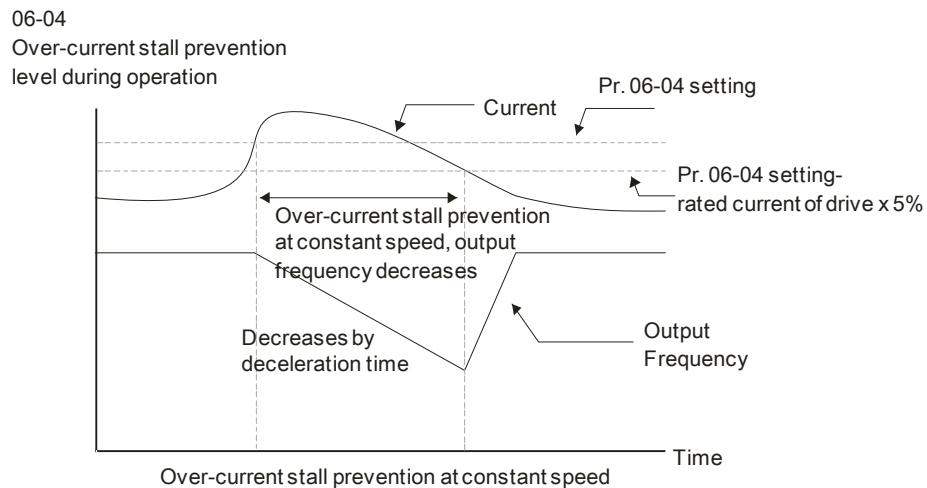 06-04
Over-current stall prevention
level during operation
Pr. 06-04 setting
Current
Pr. 06-04 setting-
rated current of drive x 5%
Over-current stall prevention
at constant speed, output
frequency decreases
Decreases by
deceleration time
Output
Frequency
Time
Over-current stall prevention at constant speed